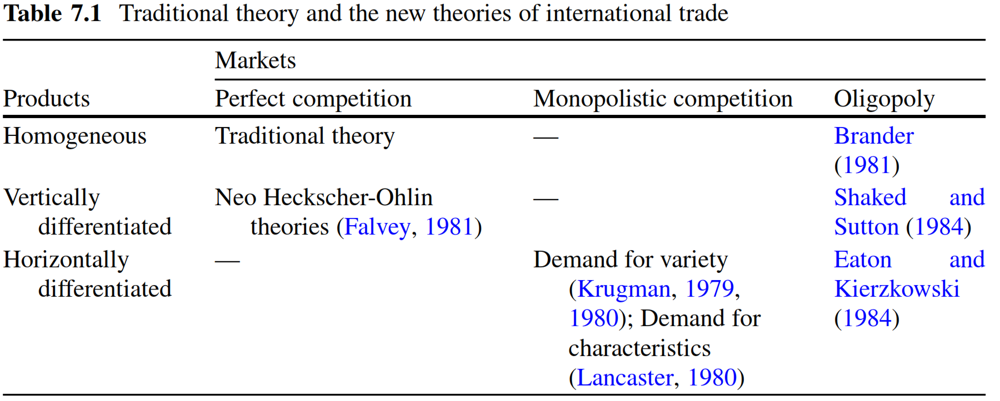 Table 7.1 Traditional theory and the new theories of international trade
Markets
Products Perfect competition Monopolistic competition Oligopoly
Homogeneous Traditional theory — Brander
(1981)
Vertically Neo Heckscher-Ohlin — Shaked and
differentiated theories (Falvey, 1981) Sutton (1984)
Horizontally — Demand for variety Eaton and
differentiated (Krugman, 1979, Kierzkowski
1980); Demand for (1984)
characteristics
(Lancaster, 1980)